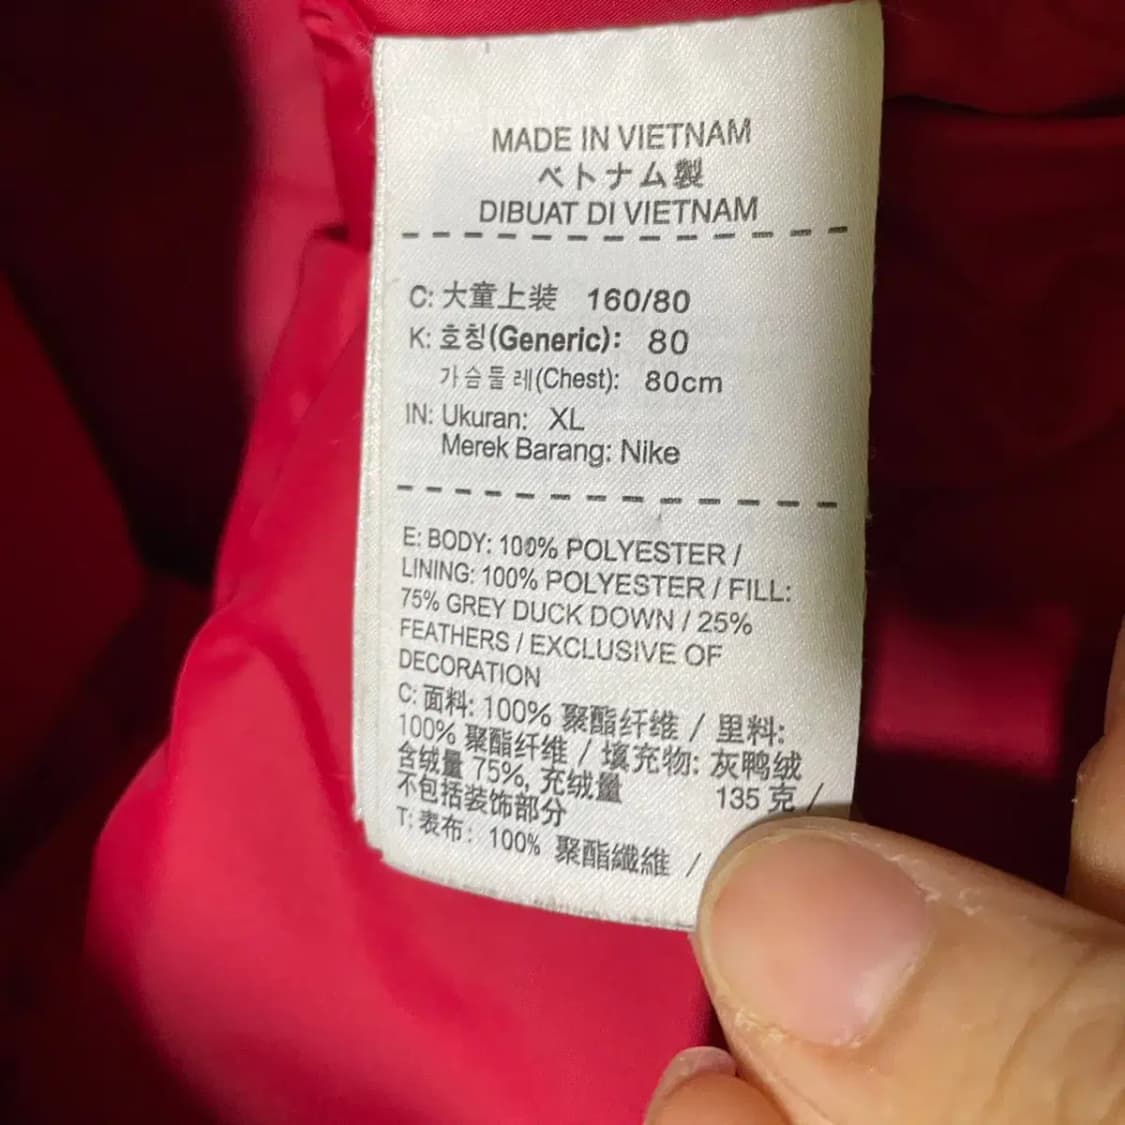 MADE IN VIETNAM
ベトナム製
DIBUAT DI VIETNAM
C: 大童上装 160/80
K: 호칭(Generic): 80
가슴둘레(Chest): 80cm
IN: Ukuran: XL
Merek Barang: Nike
E: BODY: 100% POLYESTER /
LINING: 100% POLYESTER / FILL:
75% GREY DUCK DOWN / 25%
FEATHERS / EXCLUSIVE OF
DECORATION
C: 面料: 100% 聚酯纤维 / 里料:
100% 聚酯纤维 / 填充物: 灰鸭绒
含绒量 75%, 充绒量 135 克 /
不包括装饰部分
T: 表布: 100% 聚酯纖維 /